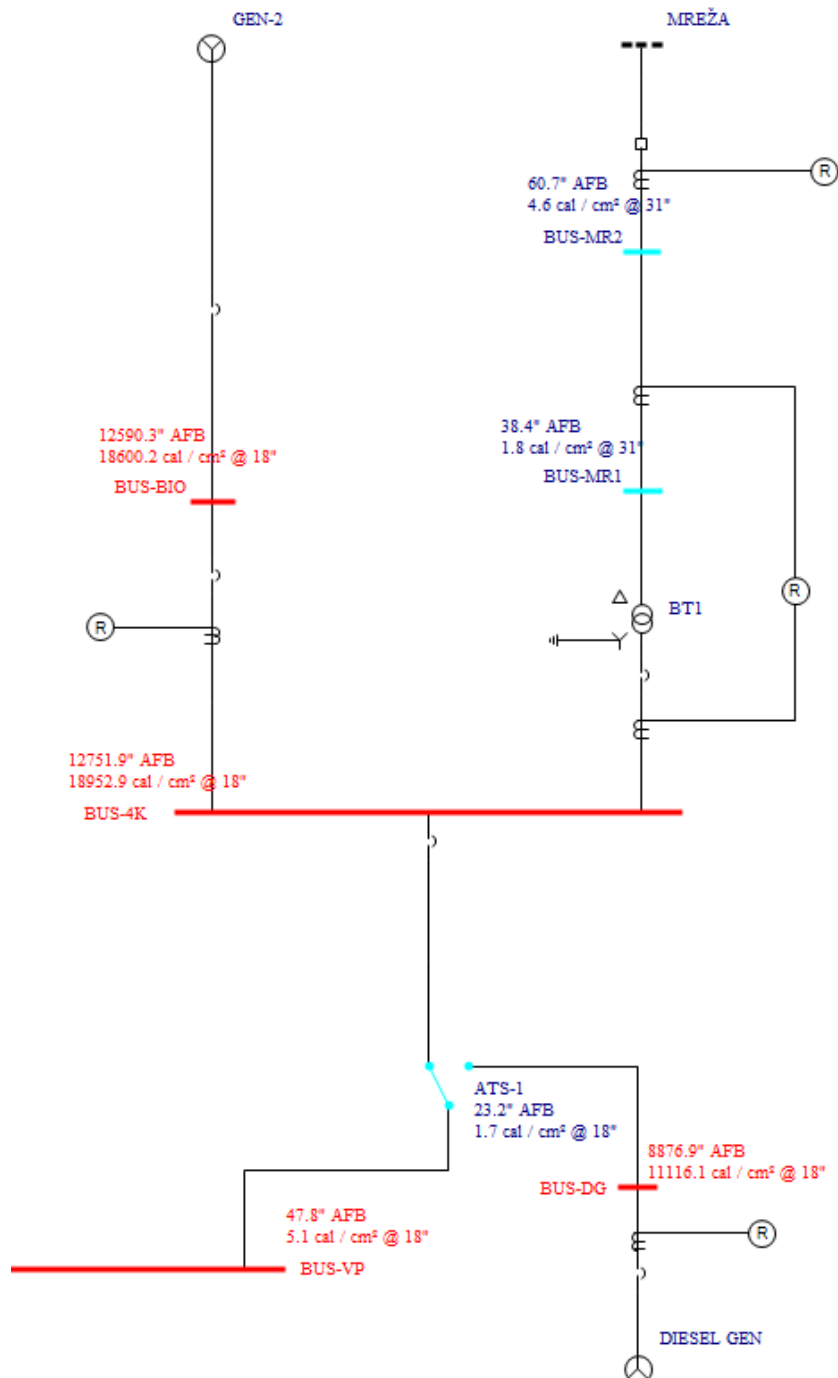 GEN-2
MREŽA
R
60.7" AFB
4.6 cal / cm² @ 31"
BUS-MR2
38.4" AFB
1.8 cal / cm² @ 31"
BUS-MR1
12590.3" AFB
18600.2 cal / cm² @ 18"
BUS-BIO
R
BT1
R
12751.9" AFB
18952.9 cal / cm² @ 18"
BUS-4K
ATS-1
23.2" AFB
1.7 cal / cm² @ 18"
8876.9" AFB
11116.1 cal / cm² @ 18"
BUS-DG
47.8" AFB
5.1 cal / cm² @ 18"
BUS-VP
R
DIESEL GEN